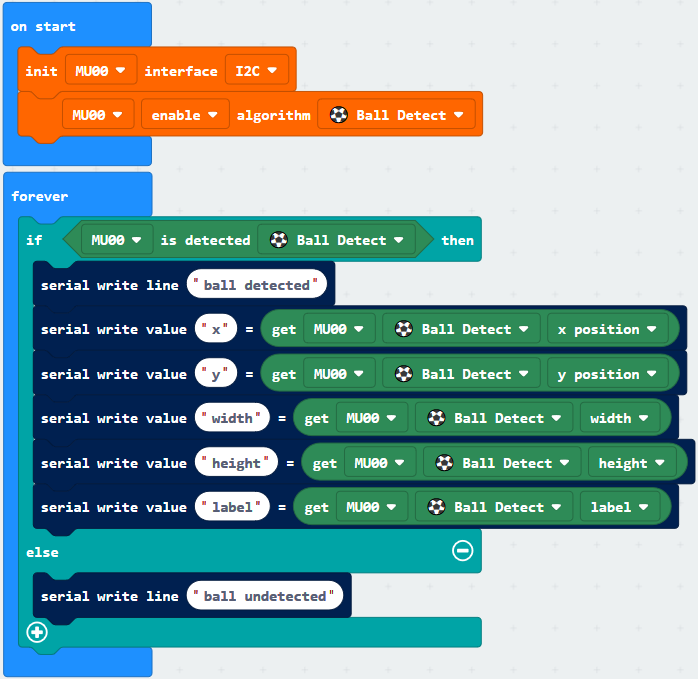 on start
init MU00 interface I2C
MU00 enable algorithm Ball Detect
forever
if MU00 is detected Ball Detect then
serial write line "ball detected"
serial write value "x" = get MU00 Ball Detect x position
serial write value "y" = get MU00 Ball Detect y position
serial write value "width" = get MU00 Ball Detect width
serial write value "height" = get MU00 Ball Detect height
serial write value "label" = get MU00 Ball Detect label
else
serial write line "ball undetected"